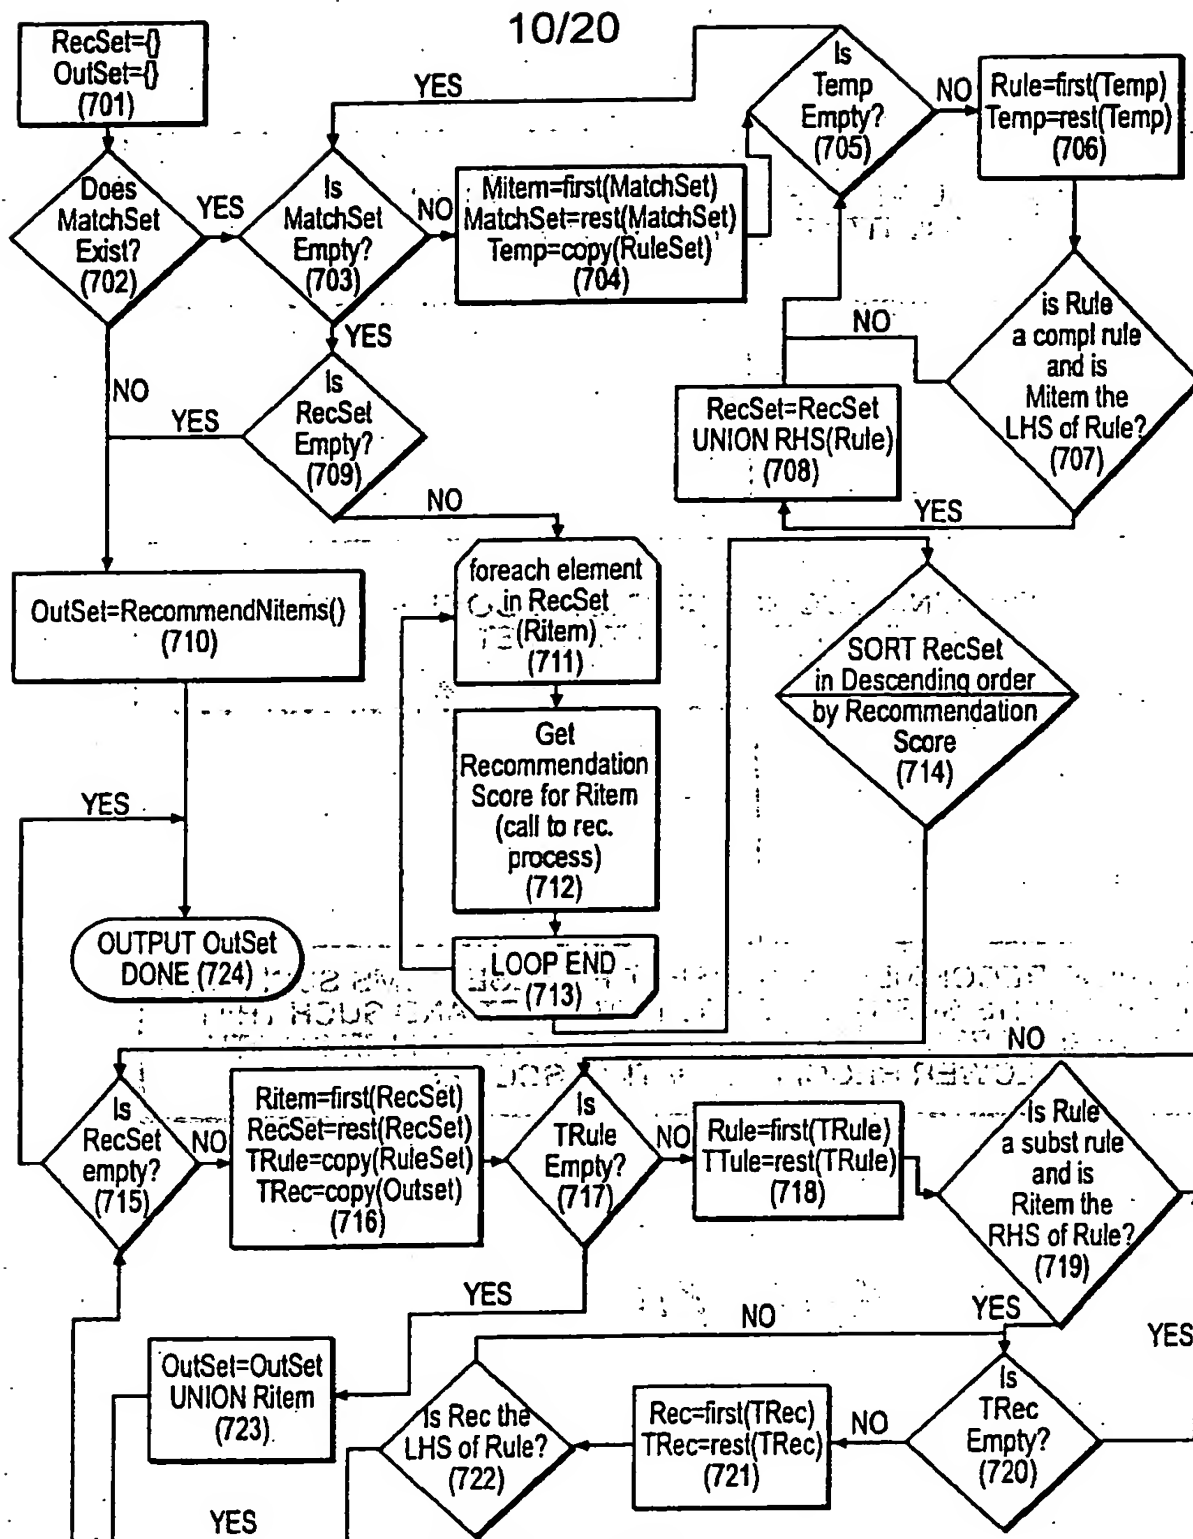 10/20
RecSet={}
OutSet={}
(701)
Does
MatchSet
Exist?
(702)
YES
NO
Is
MatchSet
Empty?
(703)
YES
NO
YES
Mitem=first(MatchSet)
MatchSet=rest(MatchSet)
Temp=copy(RuleSet)
(704)
Is
Temp
Empty?
(705)
NO
Rule=first(Temp)
Temp=rest(Temp)
(706)
is Rule
a compl rule
and is
Mitem the
LHS of Rule?
(707)
NO
YES
RecSet=RecSet
UNION RHS(Rule)
(708)
Is
RecSet
Empty?
(709)
YES
NO
OutSet=RecommendNitems()
(710)
foreach element
in RecSet
(Ritem)
(711)
Get
Recommendation
Score for Ritem
(call to rec.
process)
(712)
LOOP END
(713)
SORT RecSet
in Descending order
by Recommendation
Score
(714)
YES
OUTPUT OutSet
DONE (724)
Is
RecSet
empty?
(715)
NO
Ritem=first(RecSet)
RecSet=rest(RecSet)
TRule=copy(RuleSet)
TRec=copy(Outset)
(716)
Is
TRule
Empty?
(717)
NO
YES
Rule=first(TRule)
TTule=rest(TRule)
(718)
NO
Is Rule
a subst rule
and is
Ritem the
RHS of Rule?
(719)
YES
Is
TRec
Empty?
(720)
YES
NO
Rec=first(TRec)
TRec=rest(TRec)
(721)
Is Rec the
LHS of Rule?
(722)
NO
YES
OutSet=OutSet
UNION Ritem
(723)